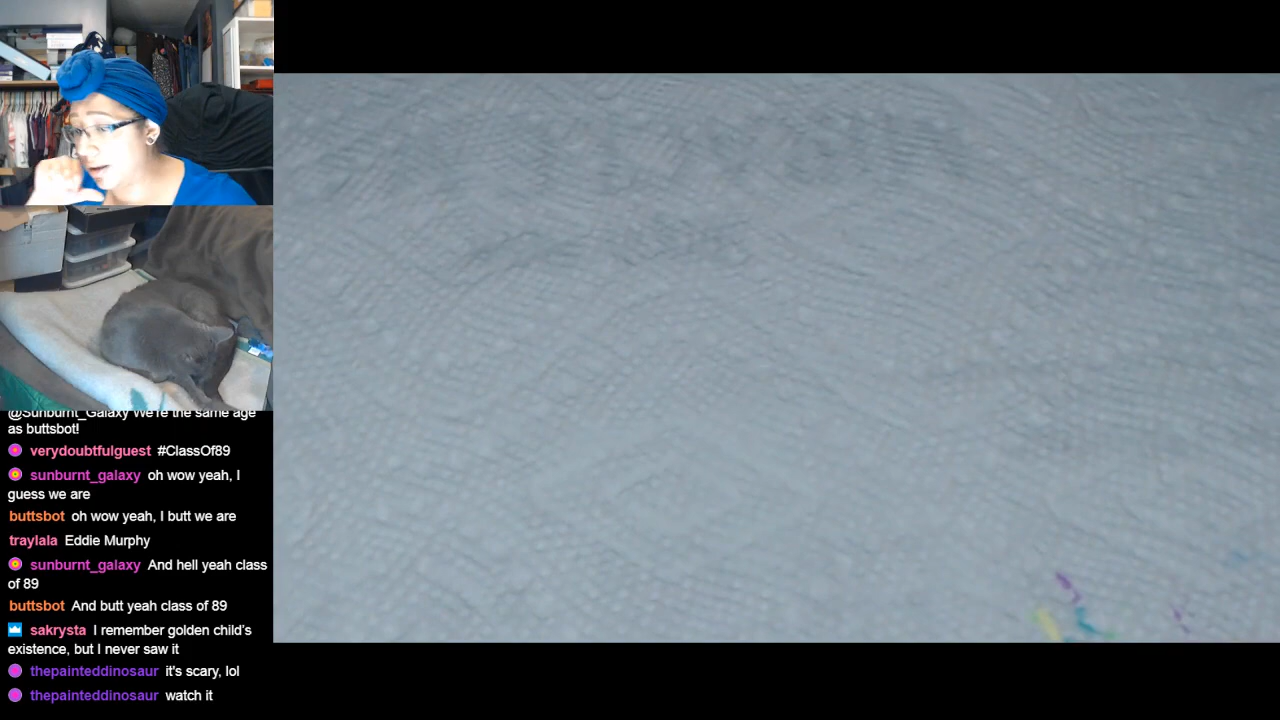 @Sunburnt_Galaxy We're the same age
as buttsbot!
verydoubtfulguest #ClassOf89
sunburnt_galaxy oh wow yeah, I
guess we are
buttsbot oh wow yeah, I butt we are
traylala Eddie Murphy
sunburnt_galaxy And hell yeah class
of 89
buttsbot And butt yeah class of 89
sakrysta I remember golden child's
existence, but I never saw it
thepainteddinosaur it's scary, lol
thepainteddinosaur watch it